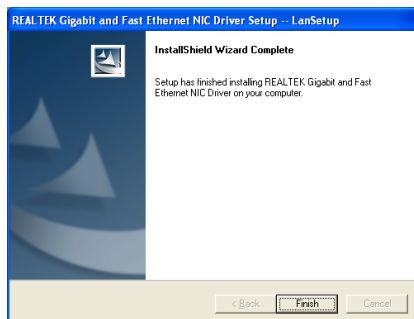 REALTEK Gigabit and Fast Ethernet NIC Driver Setup -- LanSetup
InstallShield Wizard Complete
Setup has finished installing REALTEK Gigabit and Fast
Ethernet NIC Driver on your computer.
< Back Finish Cancel